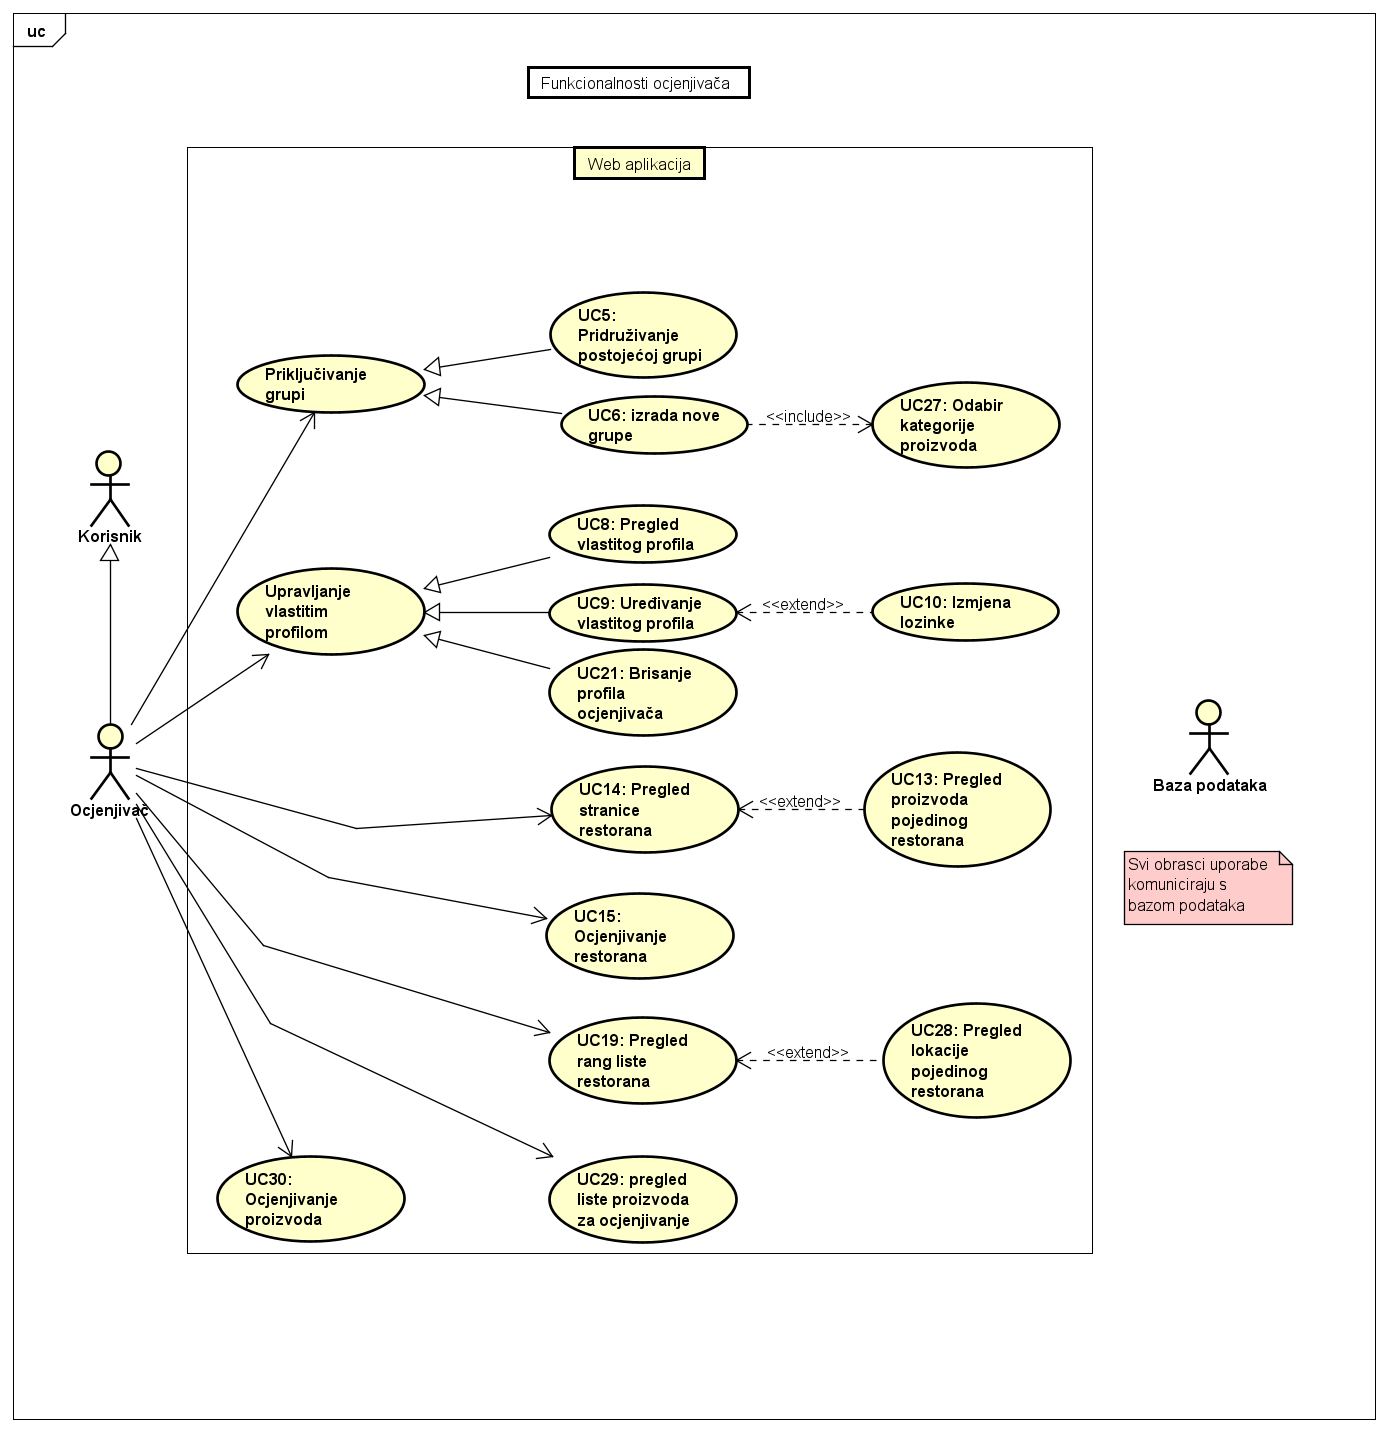 uc
Funkcionalnosti ocjenjivača
Web aplikacija
UC5:
Pridruživanje
postojećoj grupi
Priključivanje
grupi
UC6: izrada nove
grupe
<<include>>
UC27: Odabir
kategorije
proizvoda
Korisnik
UC8: Pregled
vlastitog profila
Upravljanje
vlastitim
profilom
UC9: Uređivanje
vlastitog profila
<<extend>>
UC10: Izmjena
lozinke
UC21: Brisanje
profila
ocjenjivača
Ocjenjivač
UC14: Pregled
stranice
restorana
<<extend>>
UC13: Pregled
proizvoda
pojedinog
restorana
Baza podataka
Svi obrasci uporabe
komuniciraju s
bazom podataka
UC15:
Ocjenjivanje
restorana
UC19: Pregled
rang liste
restorana
<<extend>>
UC28: Pregled
lokacije
pojedinog
restorana
UC30:
Ocjenjivanje
proizvoda
UC29: pregled
liste proizvoda
za ocjenjivanje